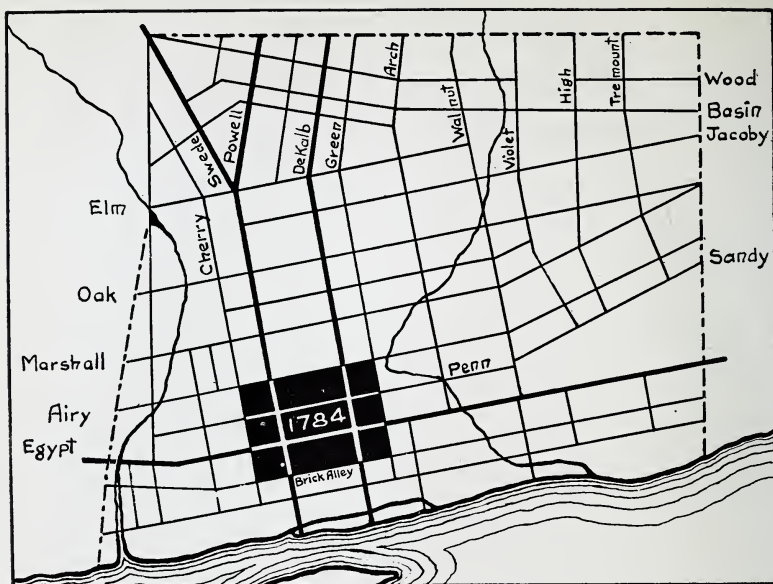 Arch
Walnut
Violet
High
Tremount
Wood
Basin
Jacoby
Swede
Powell
DeKalb
Green
Elm
Cherry
Sandy
Oak
Marshall
Penn
Airy
1784
Egypt
Brick Alley